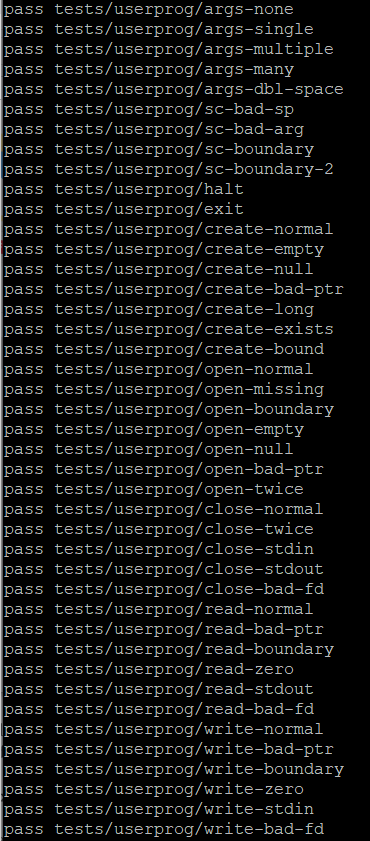 pass tests/userprog/args-none
pass tests/userprog/args-single
pass tests/userprog/args-multiple
pass tests/userprog/args-many
pass tests/userprog/args-dbl-space
pass tests/userprog/sc-bad-sp
pass tests/userprog/sc-bad-arg
pass tests/userprog/sc-boundary
pass tests/userprog/sc-boundary-2
pass tests/userprog/halt
pass tests/userprog/exit
pass tests/userprog/create-normal
pass tests/userprog/create-empty
pass tests/userprog/create-null
pass tests/userprog/create-bad-ptr
pass tests/userprog/create-long
pass tests/userprog/create-exists
pass tests/userprog/create-bound
pass tests/userprog/open-normal
pass tests/userprog/open-missing
pass tests/userprog/open-boundary
pass tests/userprog/open-empty
pass tests/userprog/open-null
pass tests/userprog/open-bad-ptr
pass tests/userprog/open-twice
pass tests/userprog/close-normal
pass tests/userprog/close-twice
pass tests/userprog/close-stdin
pass tests/userprog/close-stdout
pass tests/userprog/close-bad-fd
pass tests/userprog/read-normal
pass tests/userprog/read-bad-ptr
pass tests/userprog/read-boundary
pass tests/userprog/read-zero
pass tests/userprog/read-stdout
pass tests/userprog/read-bad-fd
pass tests/userprog/write-normal
pass tests/userprog/write-bad-ptr
pass tests/userprog/write-boundary
pass tests/userprog/write-zero
pass tests/userprog/write-stdin
pass tests/userprog/write-bad-fd